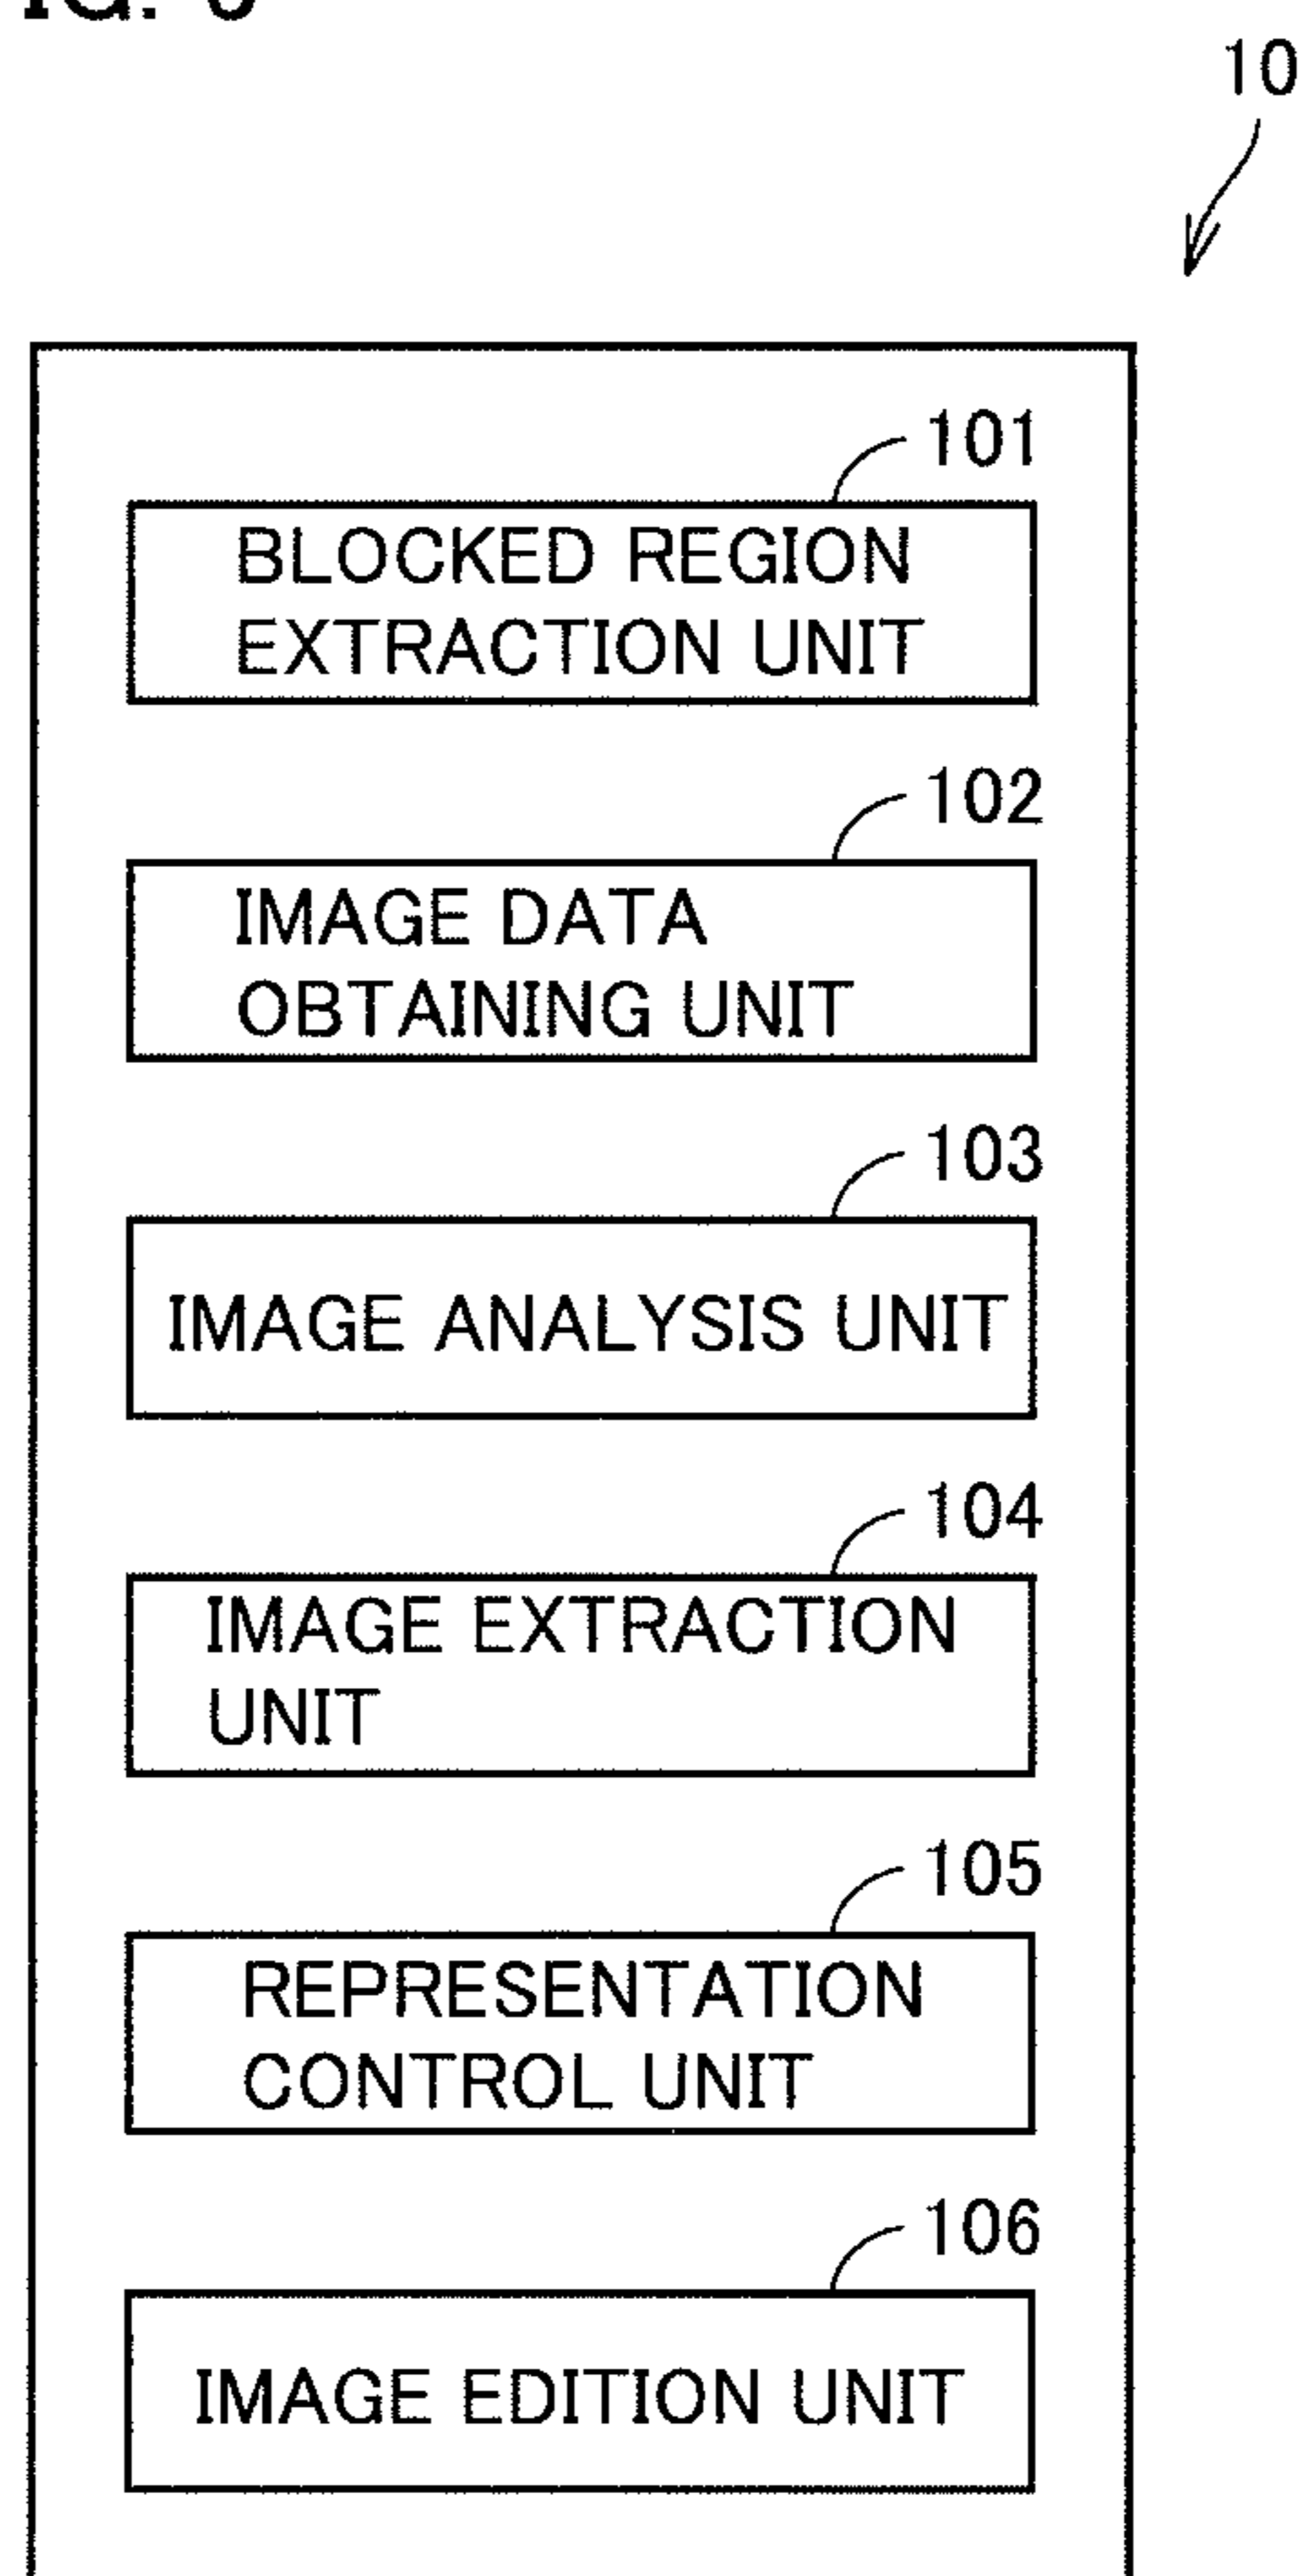 10
101
BLOCKED REGION
EXTRACTION UNIT
102
IMAGE DATA
OBTAINING UNIT
103
IMAGE ANALYSIS UNIT
104
IMAGE EXTRACTION
UNIT
105
REPRESENTATION
CONTROL UNIT
106
IMAGE EDITION UNIT